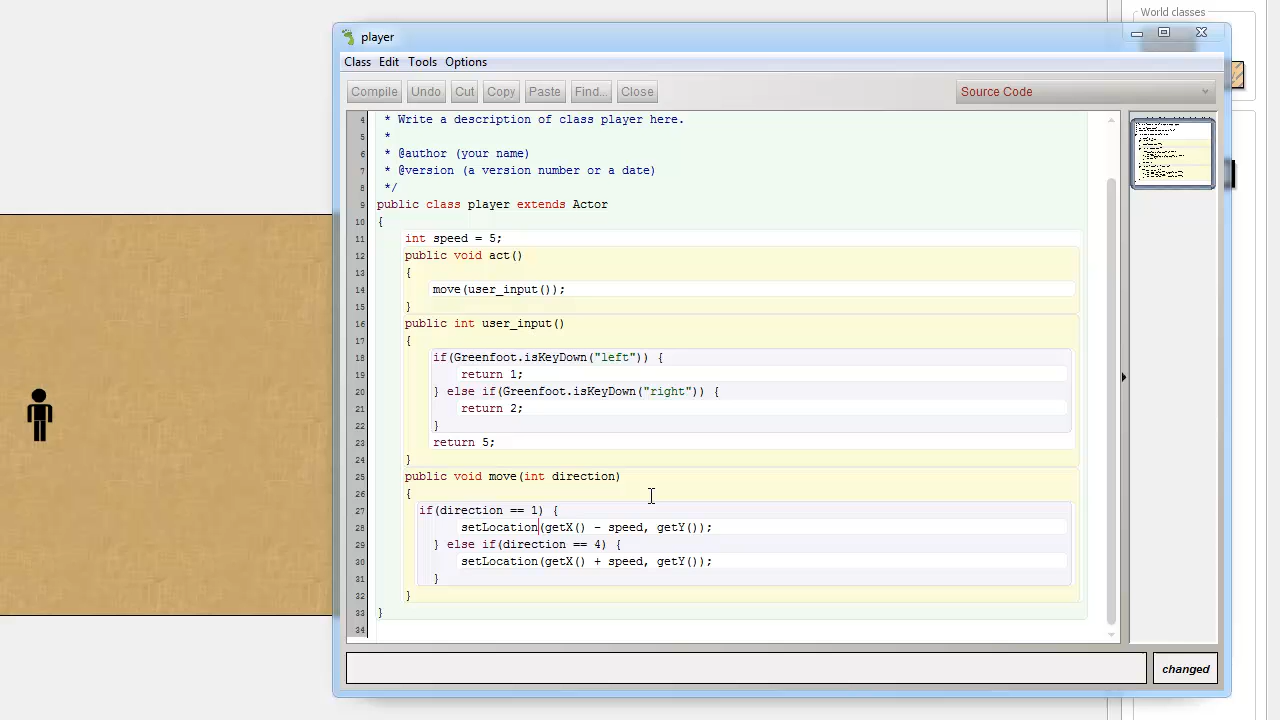 World classes
player
Class Edit Tools Options
Compile Undo Cut Copy Paste Find... Close Source Code
4 * Write a description of class player here.
5 *
6 * @author (your name)
7 * @version (a version number or a date)
8 */
9 public class player extends Actor
10 {
11 int speed = 5;
12 public void act()
13 {
14 move(user_input());
15 }
16 public int user_input()
17 {
18 if(Greenfoot.isKeyDown("left")) {
19 return 1;
20 } else if(Greenfoot.isKeyDown("right")) {
21 return 2;
22 }
23 return 5;
24 }
25 public void move(int direction)
26 {
27 if(direction == 1) {
28 setLocation(getX() - speed, getY());
29 } else if(direction == 4) {
30 setLocation(getX() + speed, getY());
31 }
32 }
33 }
34
changed